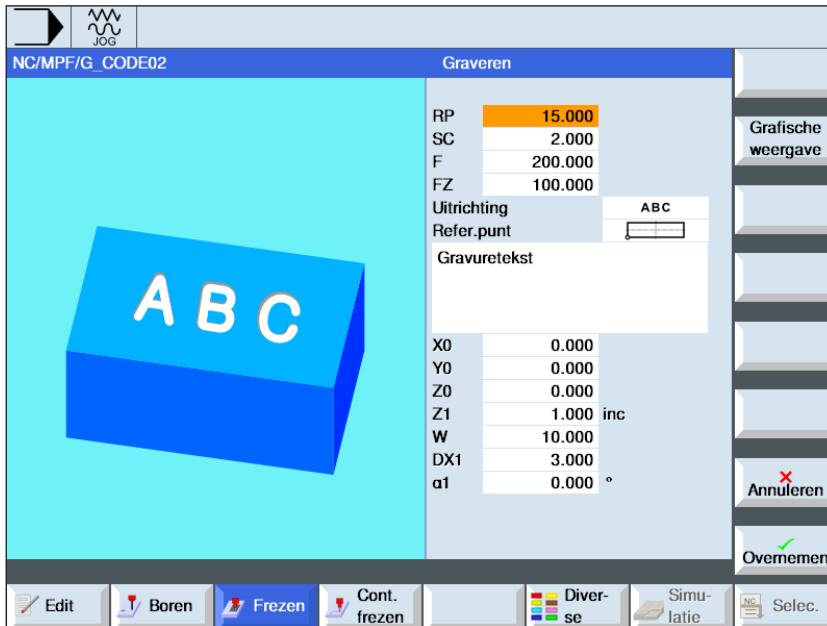 JOG
NC/MPF/G_CODE02
Graveren
RP 15.000
SC 2.000
F 200.000
FZ 100.000
Uitrichting ABC
Refer.punt
Gravuretekst
X0 0.000
Y0 0.000
Z0 0.000
Z1 1.000 inc
W 10.000
DX1 3.000
α1 0.000 °
ABC
Grafische
weergave
Annuleren
Overnemen
Edit
Boren
Frezen
Cont.
frezen
Diver-
se
Simu-
latie
NC
Selec.